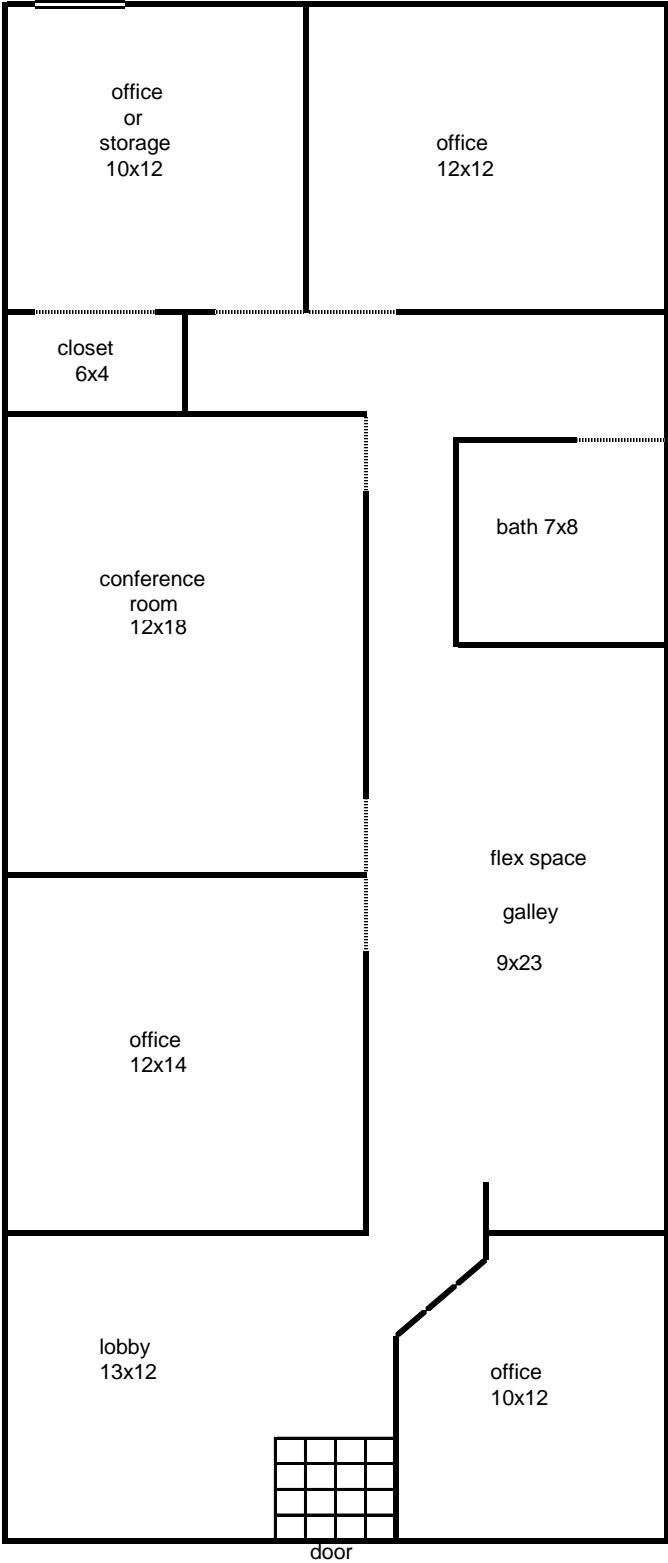 office
or
storage
10x12
office
12x12
closet
6x4
bath 7x8
conference
room
12x18
flex space
galley
9x23
office
12x14
lobby
13x12
office
10x12
door